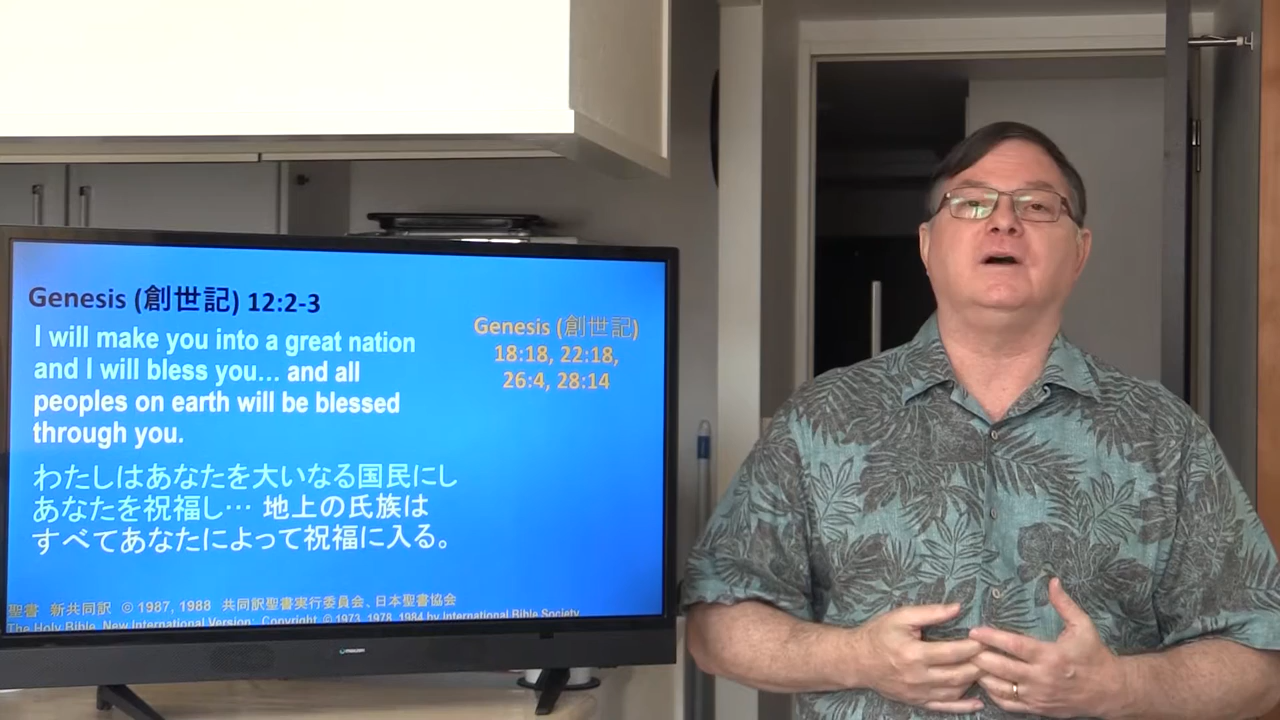 Genesis (創世記) 12:2-3
I will make you into a great nation
and I will bless you... and all
peoples on earth will be blessed
through you.
わたしはあなたを大いなる国民にし
あなたを祝福し… 地上の氏族は
すべてあなたによって祝福に入る。
Genesis (創世記)
18:18, 22:18,
26:4, 28:14
聖書 新共同訳 © 1987, 1988 共同訳聖書実行委員会、日本聖書協会
The Holy Bible, New International Version; Copyright © 1973, 1978, 1984 by International Bible Society